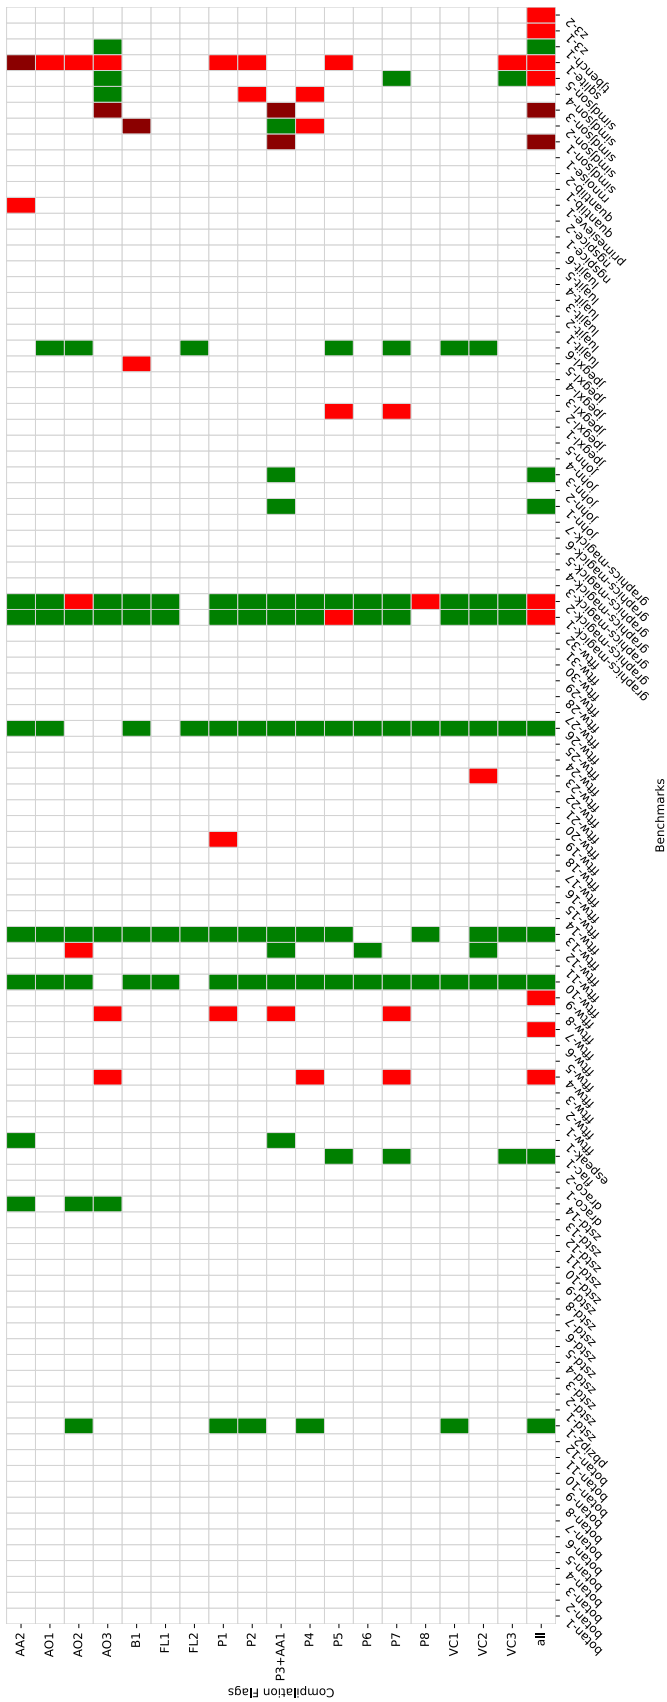 Compilation Flags
AA2
AO1
AO2
AO3
B1
FL1
FL2
P1
P2
P3+AA1
P4
P5
P6
P7
P8
VC1
VC2
VC3
all
botan-1
botan-2
botan-3
botan-4
botan-5
botan-6
botan-7
botan-8
botan-9
botan-10
botan-11
botan-12
pbzip2-1
zstd-1
zstd-2
zstd-3
zstd-4
zstd-5
zstd-6
zstd-7
zstd-8
zstd-9
zstd-10
zstd-11
zstd-12
zstd-13
zstd-14
draco-1
draco-2
flac-1
espeak-1
fftw-1
fftw-2
fftw-3
fftw-4
fftw-5
fftw-6
fftw-7
fftw-8
fftw-9
fftw-10
fftw-11
fftw-12
fftw-13
fftw-14
fftw-15
fftw-16
fftw-17
fftw-18
fftw-19
fftw-20
fftw-21
fftw-22
fftw-23
fftw-24
fftw-25
fftw-26
fftw-27
fftw-28
fftw-29
fftw-30
fftw-31
fftw-32
graphics-magick-1
graphics-magick-2
graphics-magick-3
graphics-magick-4
graphics-magick-5
graphics-magick-6
graphics-magick-7
john-1
john-2
john-3
john-4
john-5
jpegxl-1
jpegxl-2
jpegxl-3
jpegxl-4
jpegxl-5
jpegxl-6
luajit-1
luajit-2
luajit-3
luajit-4
luajit-5
luajit-6
ngspice-1
ngspice-2
primesieve-1
quantlib-1
quantlib-2
rnnoise-1
simdjson-1
simdjson-2
simdjson-3
simdjson-4
simdjson-5
sqlite-1
tjbench-1
z3-1
z3-2
Benchmarks